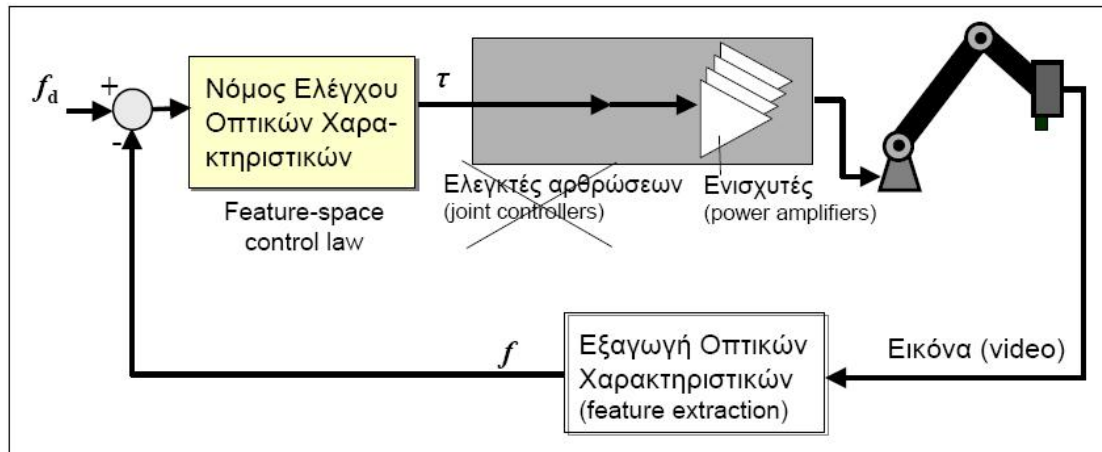 f_d
+
-
Νόμος Ελέγχου
Οπτικών Χαρα-
κτηριστικών
Feature-space
control law
τ
Ελεγκτές αρθρώσεων
(joint controllers)
Ενισχυτές
(power amplifiers)
Εικόνα (video)
Εξαγωγή Οπτικών
Χαρακτηριστικών
(feature extraction)
f